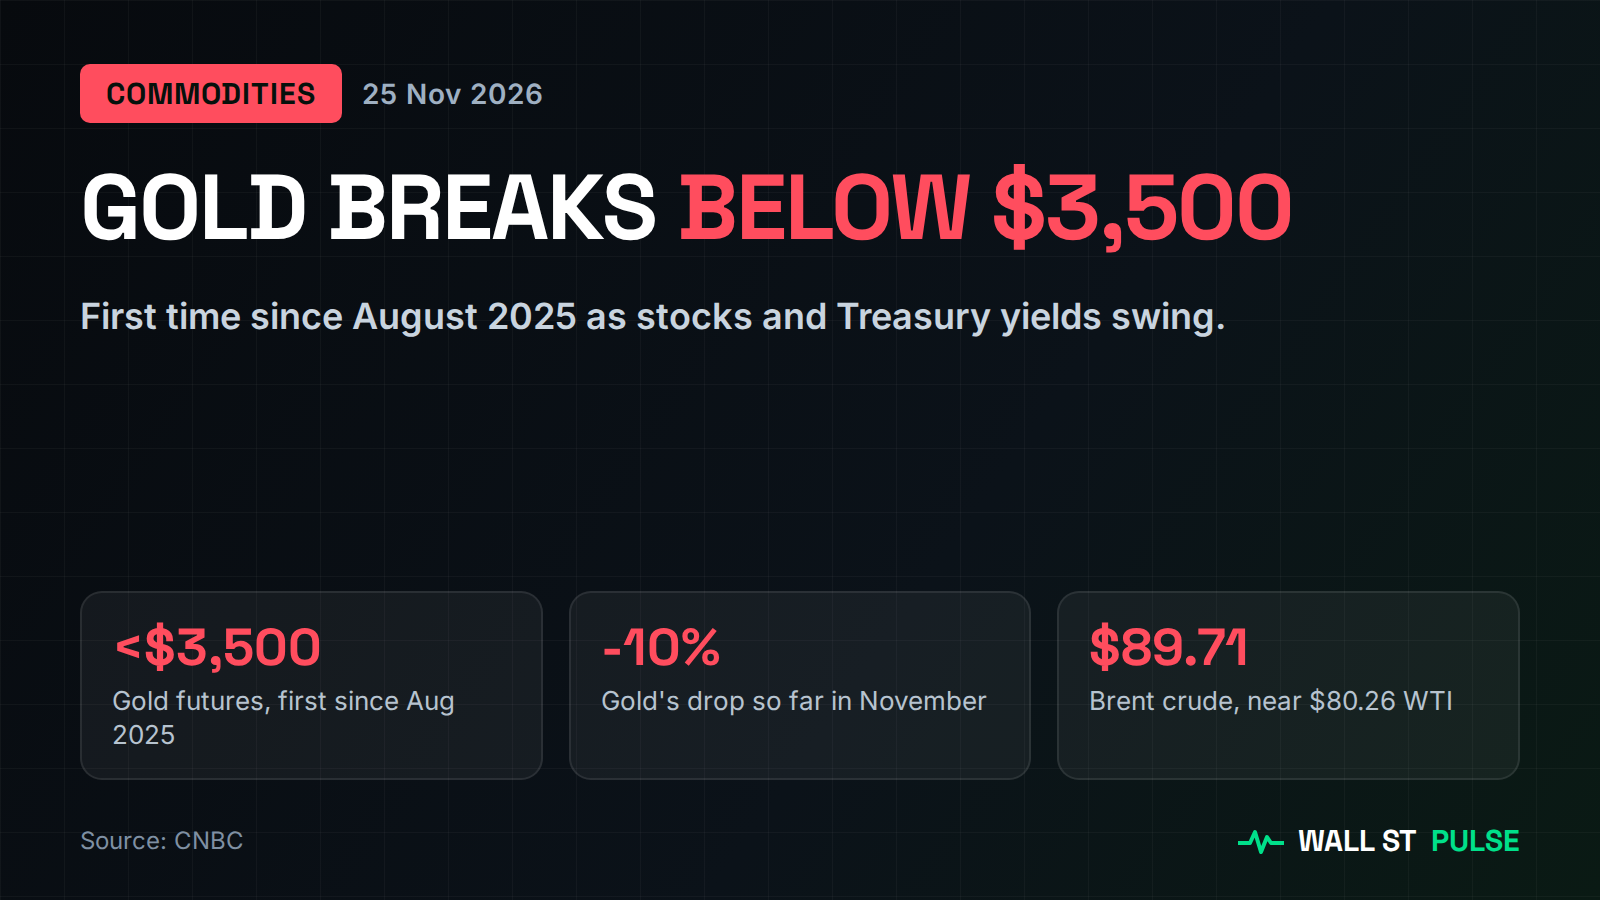 COMMODITIES 25 Nov 2026
GOLD BREAKS BELOW $3,500
First time since August 2025 as stocks and Treasury yields swing.
<$3,500
Gold futures, first since Aug
2025
-10%
Gold's drop so far in November
$89.71
Brent crude, near $80.26 WTI
Source: CNBC
WALL ST PULSE